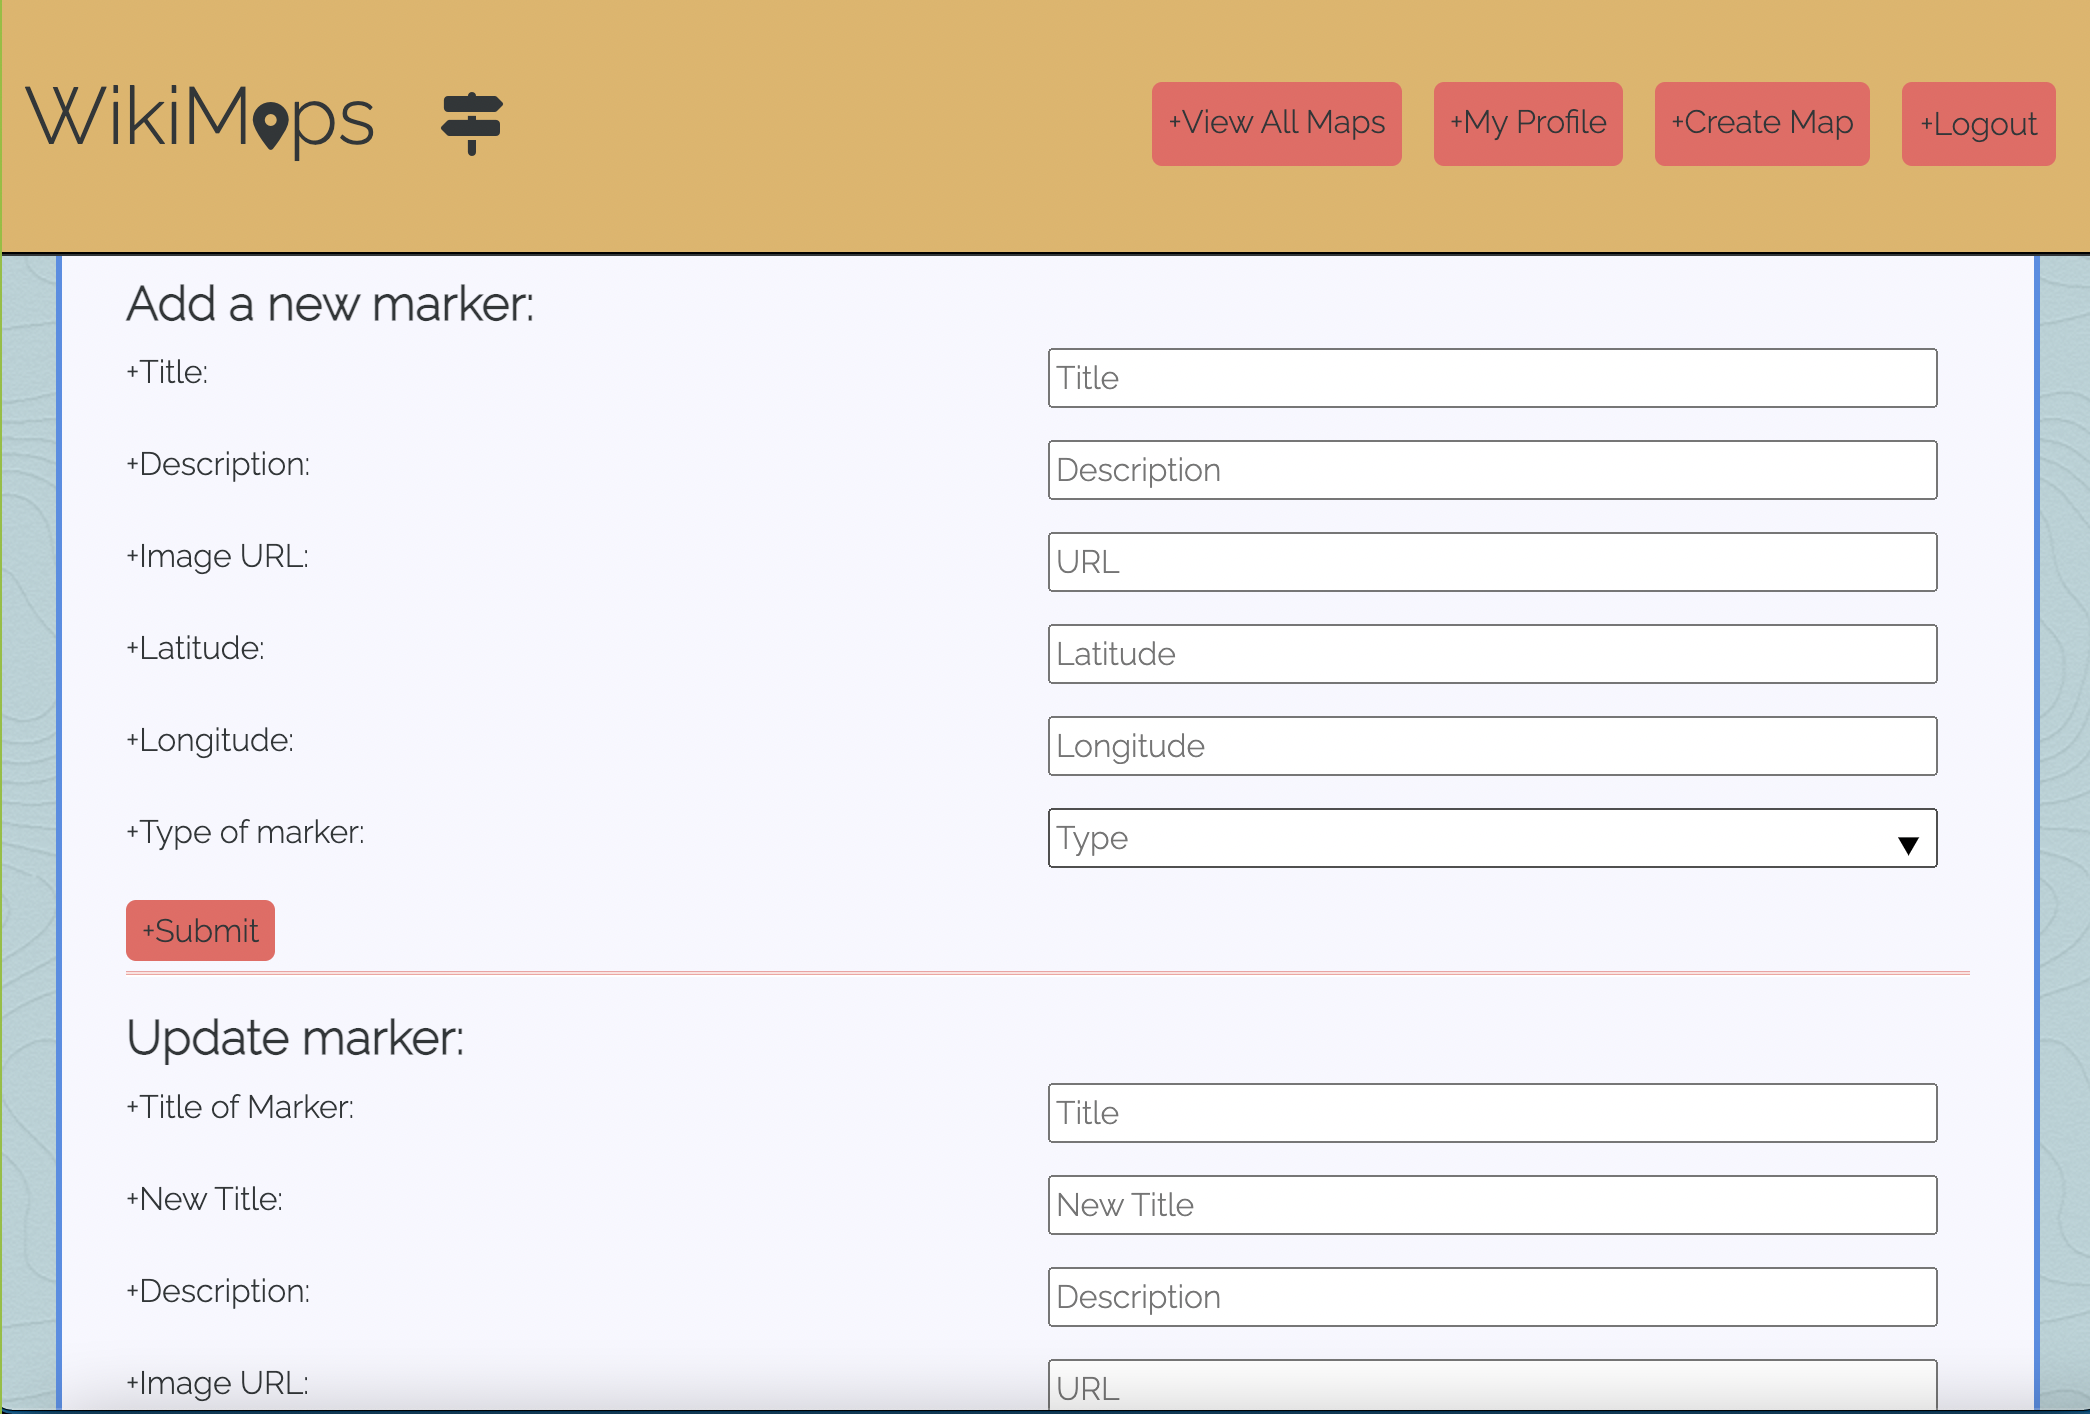 WikiMaps
+View All Maps +My Profile +Create Map +Logout
Add a new marker:
+Title: Title
+Description: Description
+Image URL: URL
+Latitude: Latitude
+Longitude: Longitude
+Type of marker: Type
+Submit
Update marker:
+Title of Marker: Title
+New Title: New Title
+Description: Description
+Image URL: URL